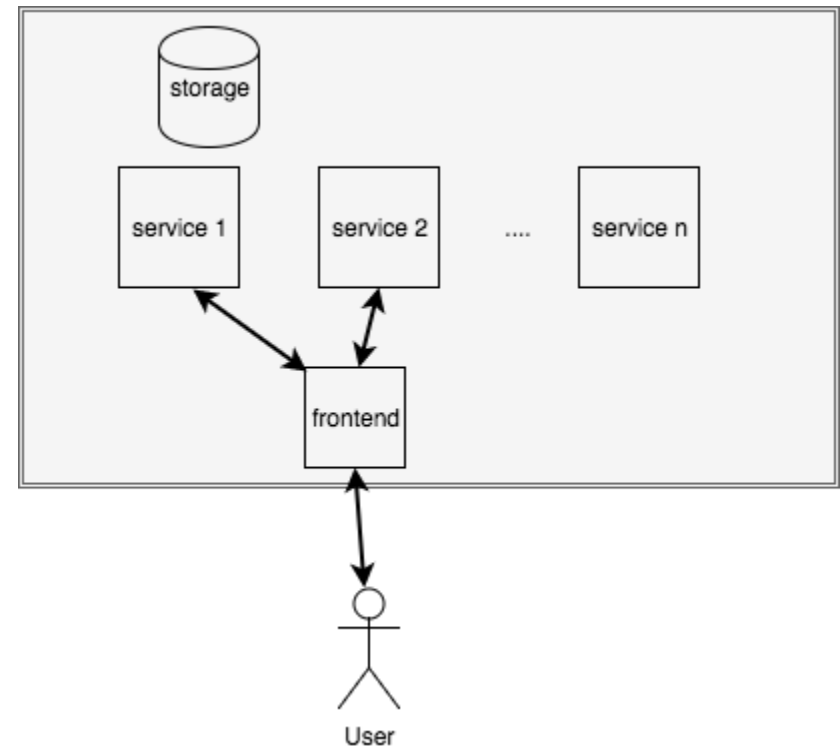 storage
service 1
service 2
....
service n
frontend
User